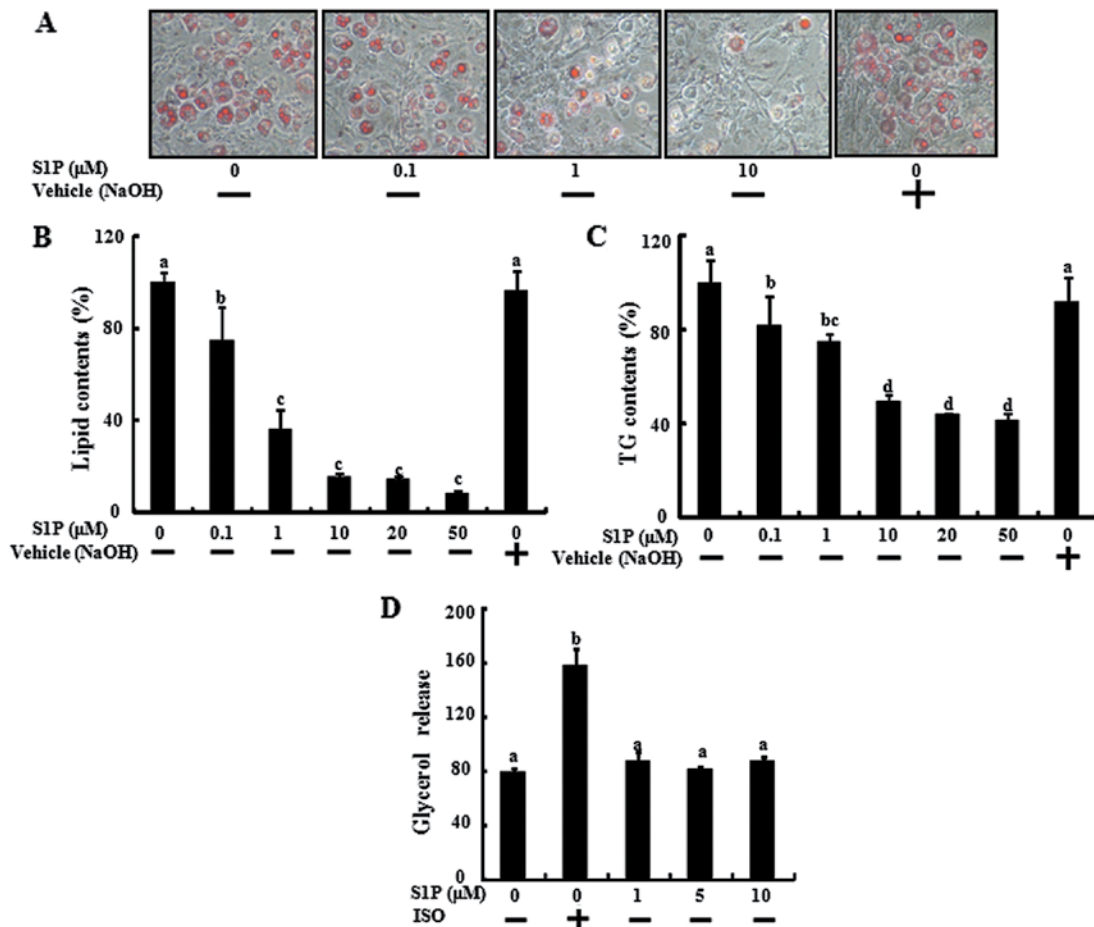 A
S1P (µM) 0 0.1 1 10 0
Vehicle (NaOH) — — — — +
B
Lipid contents (%)
120
80
40
0
a b c c c c a
S1P (µM) 0 0.1 1 10 20 50 0
Vehicle (NaOH) — — — — — — +
C
TG contents (%)
120
80
40
0
a b bc d d d a
S1P (µM) 0 0.1 1 10 20 50 0
Vehicle (NaOH) — — — — — — +
D
Glycerol release
200
160
120
80
40
0
a b a a a
S1P (µM) 0 0 1 5 10
ISO — + — — —